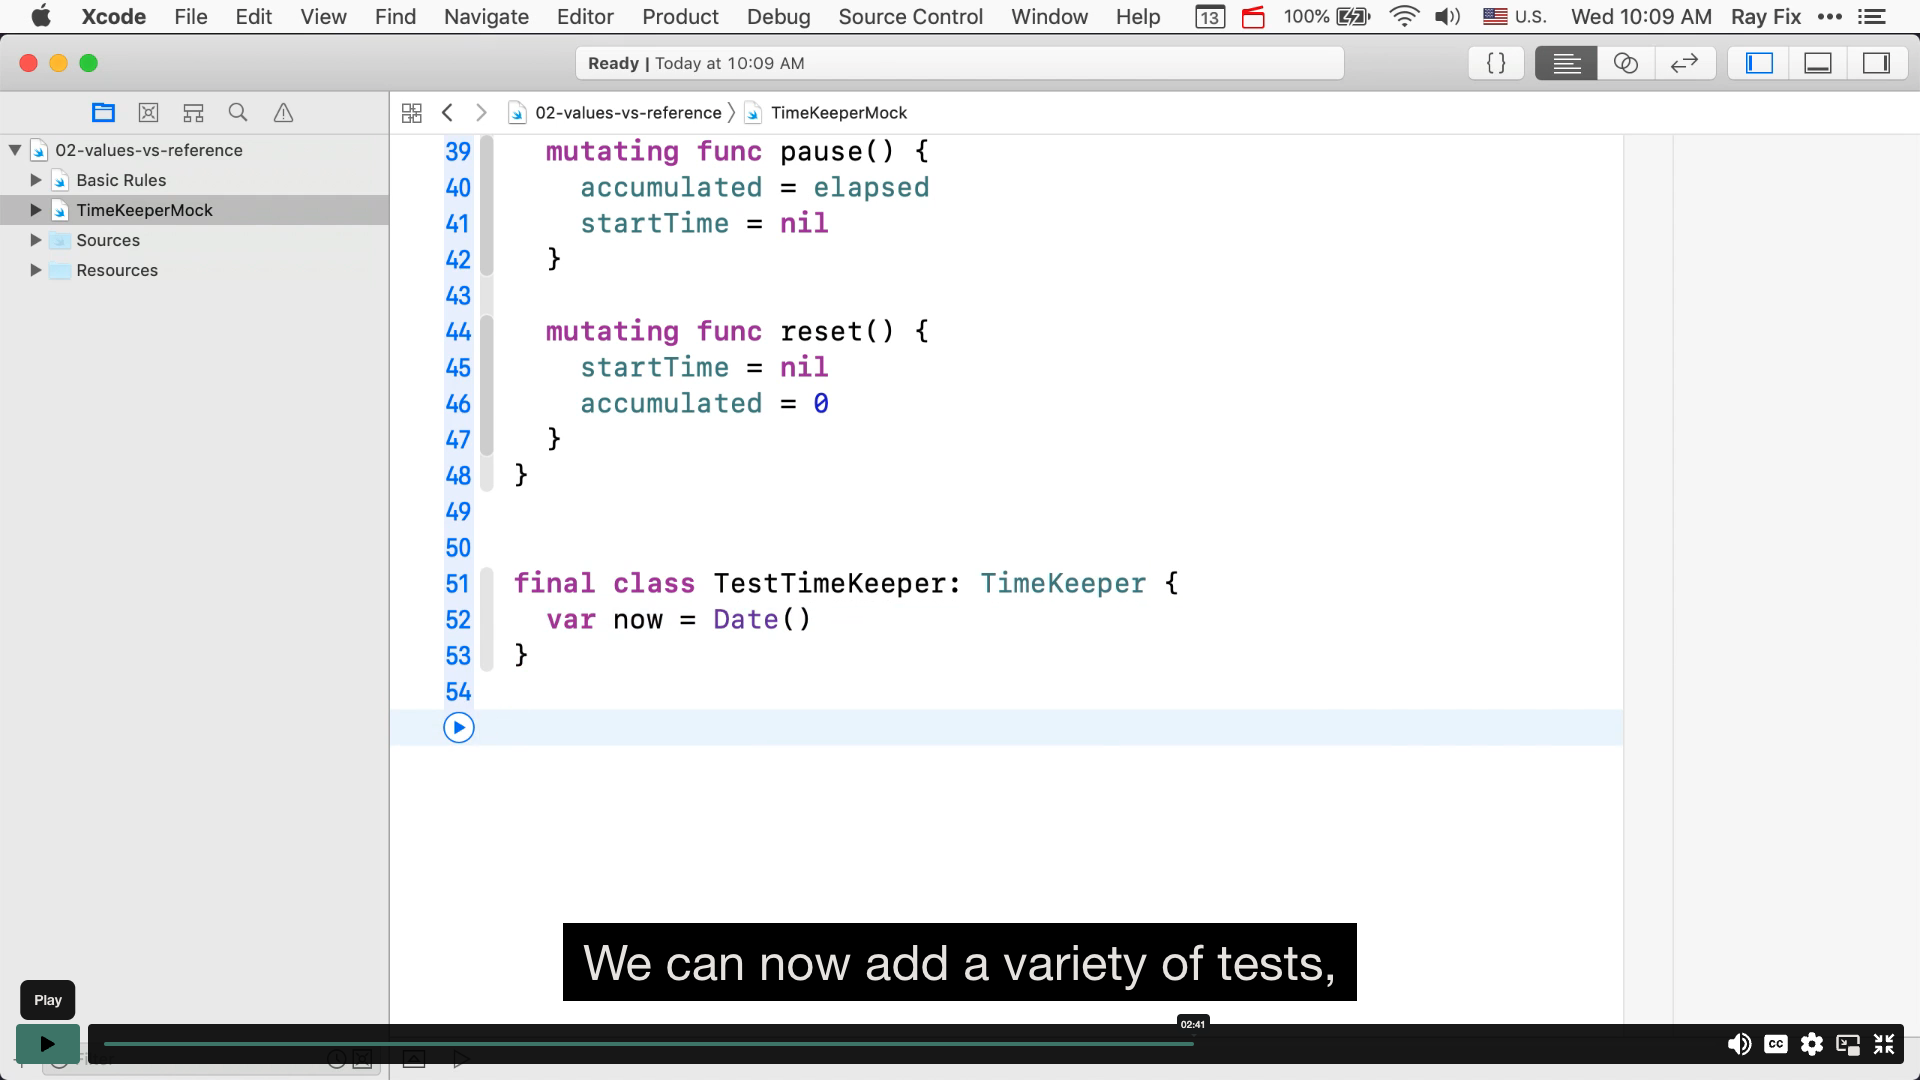 Xcode File Edit View Find Navigate Editor Product Debug Source Control Window Help 13 100% U.S. Wed 10:09 AM Ray Fix
Ready | Today at 10:09 AM
02-values-vs-reference TimeKeeperMock
02-values-vs-reference
Basic Rules
TimeKeeperMock
Sources
Resources
39 mutating func pause() {
40 accumulated = elapsed
41 startTime = nil
42 }
43
44 mutating func reset() {
45 startTime = nil
46 accumulated = 0
47 }
48 }
49
50
51 final class TestTimeKeeper: TimeKeeper {
52 var now = Date()
53 }
54
We can now add a variety of tests,
Play
02:41
CC